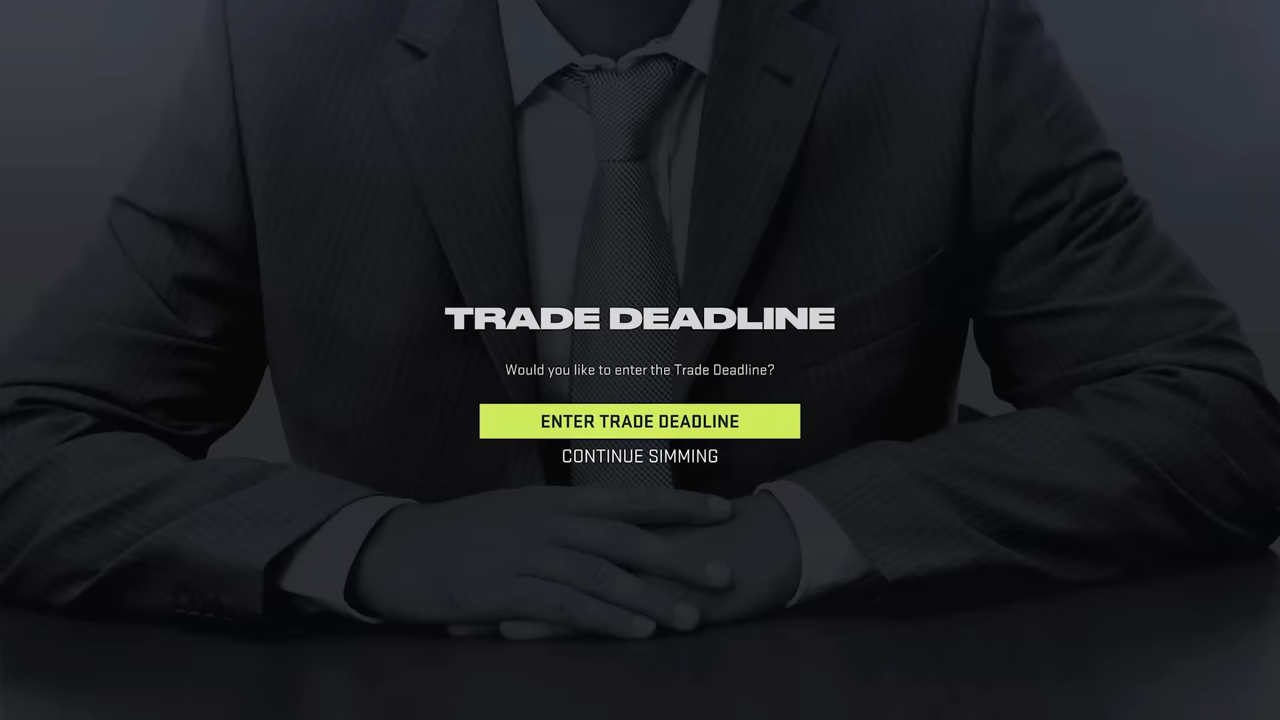 TRADE DEADLINE
Would you like to enter the Trade Deadline?
ENTER TRADE DEADLINE
CONTINUE SIMMING